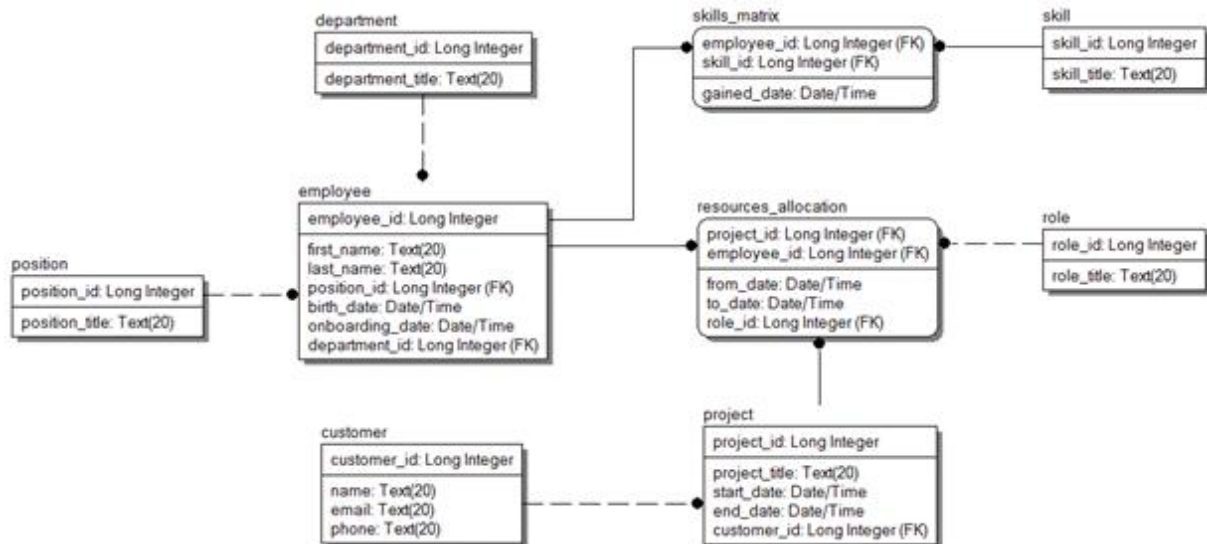 department
department_id: Long Integer
department_title: Text(20)
skills_matrix
employee_id: Long Integer (FK)
skill_id: Long Integer (FK)
gained_date: Date/Time
skill
skill_id: Long Integer
skill_title: Text(20)
employee
employee_id: Long Integer
first_name: Text(20)
last_name: Text(20)
position_id: Long Integer (FK)
birth_date: Date/Time
onboarding_date: Date/Time
department_id: Long Integer (FK)
resources_allocation
project_id: Long Integer (FK)
employee_id: Long Integer (FK)
from_date: Date/Time
to_date: Date/Time
role_id: Long Integer (FK)
role
role_id: Long Integer
role_title: Text(20)
position
position_id: Long Integer
position_title: Text(20)
customer
customer_id: Long Integer
name: Text(20)
email: Text(20)
phone: Text(20)
project
project_id: Long Integer
project_title: Text(20)
start_date: Date/Time
end_date: Date/Time
customer_id: Long Integer (FK)